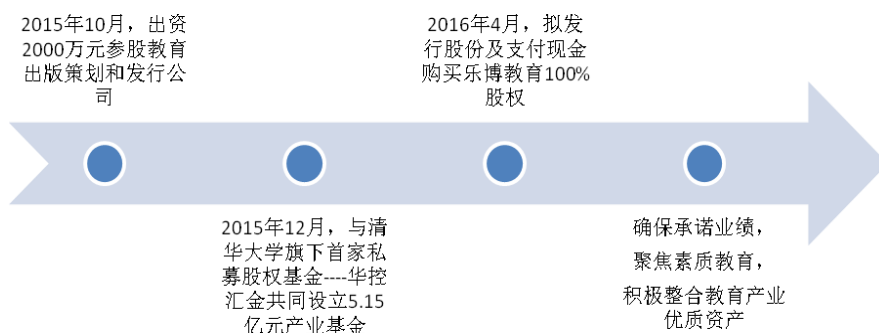 2015年10月，出资
2000万元参股教育
出版策划和发行公
司
2015年12月，与清
华大学旗下首家私
募股权基金----华控
汇金共同设立5.15
亿元产业基金
2016年4月，拟发
行股份及支付现金
购买乐博教育100%
股权
确保承诺业绩，
聚焦素质教育，
积极整合教育产业
优质资产